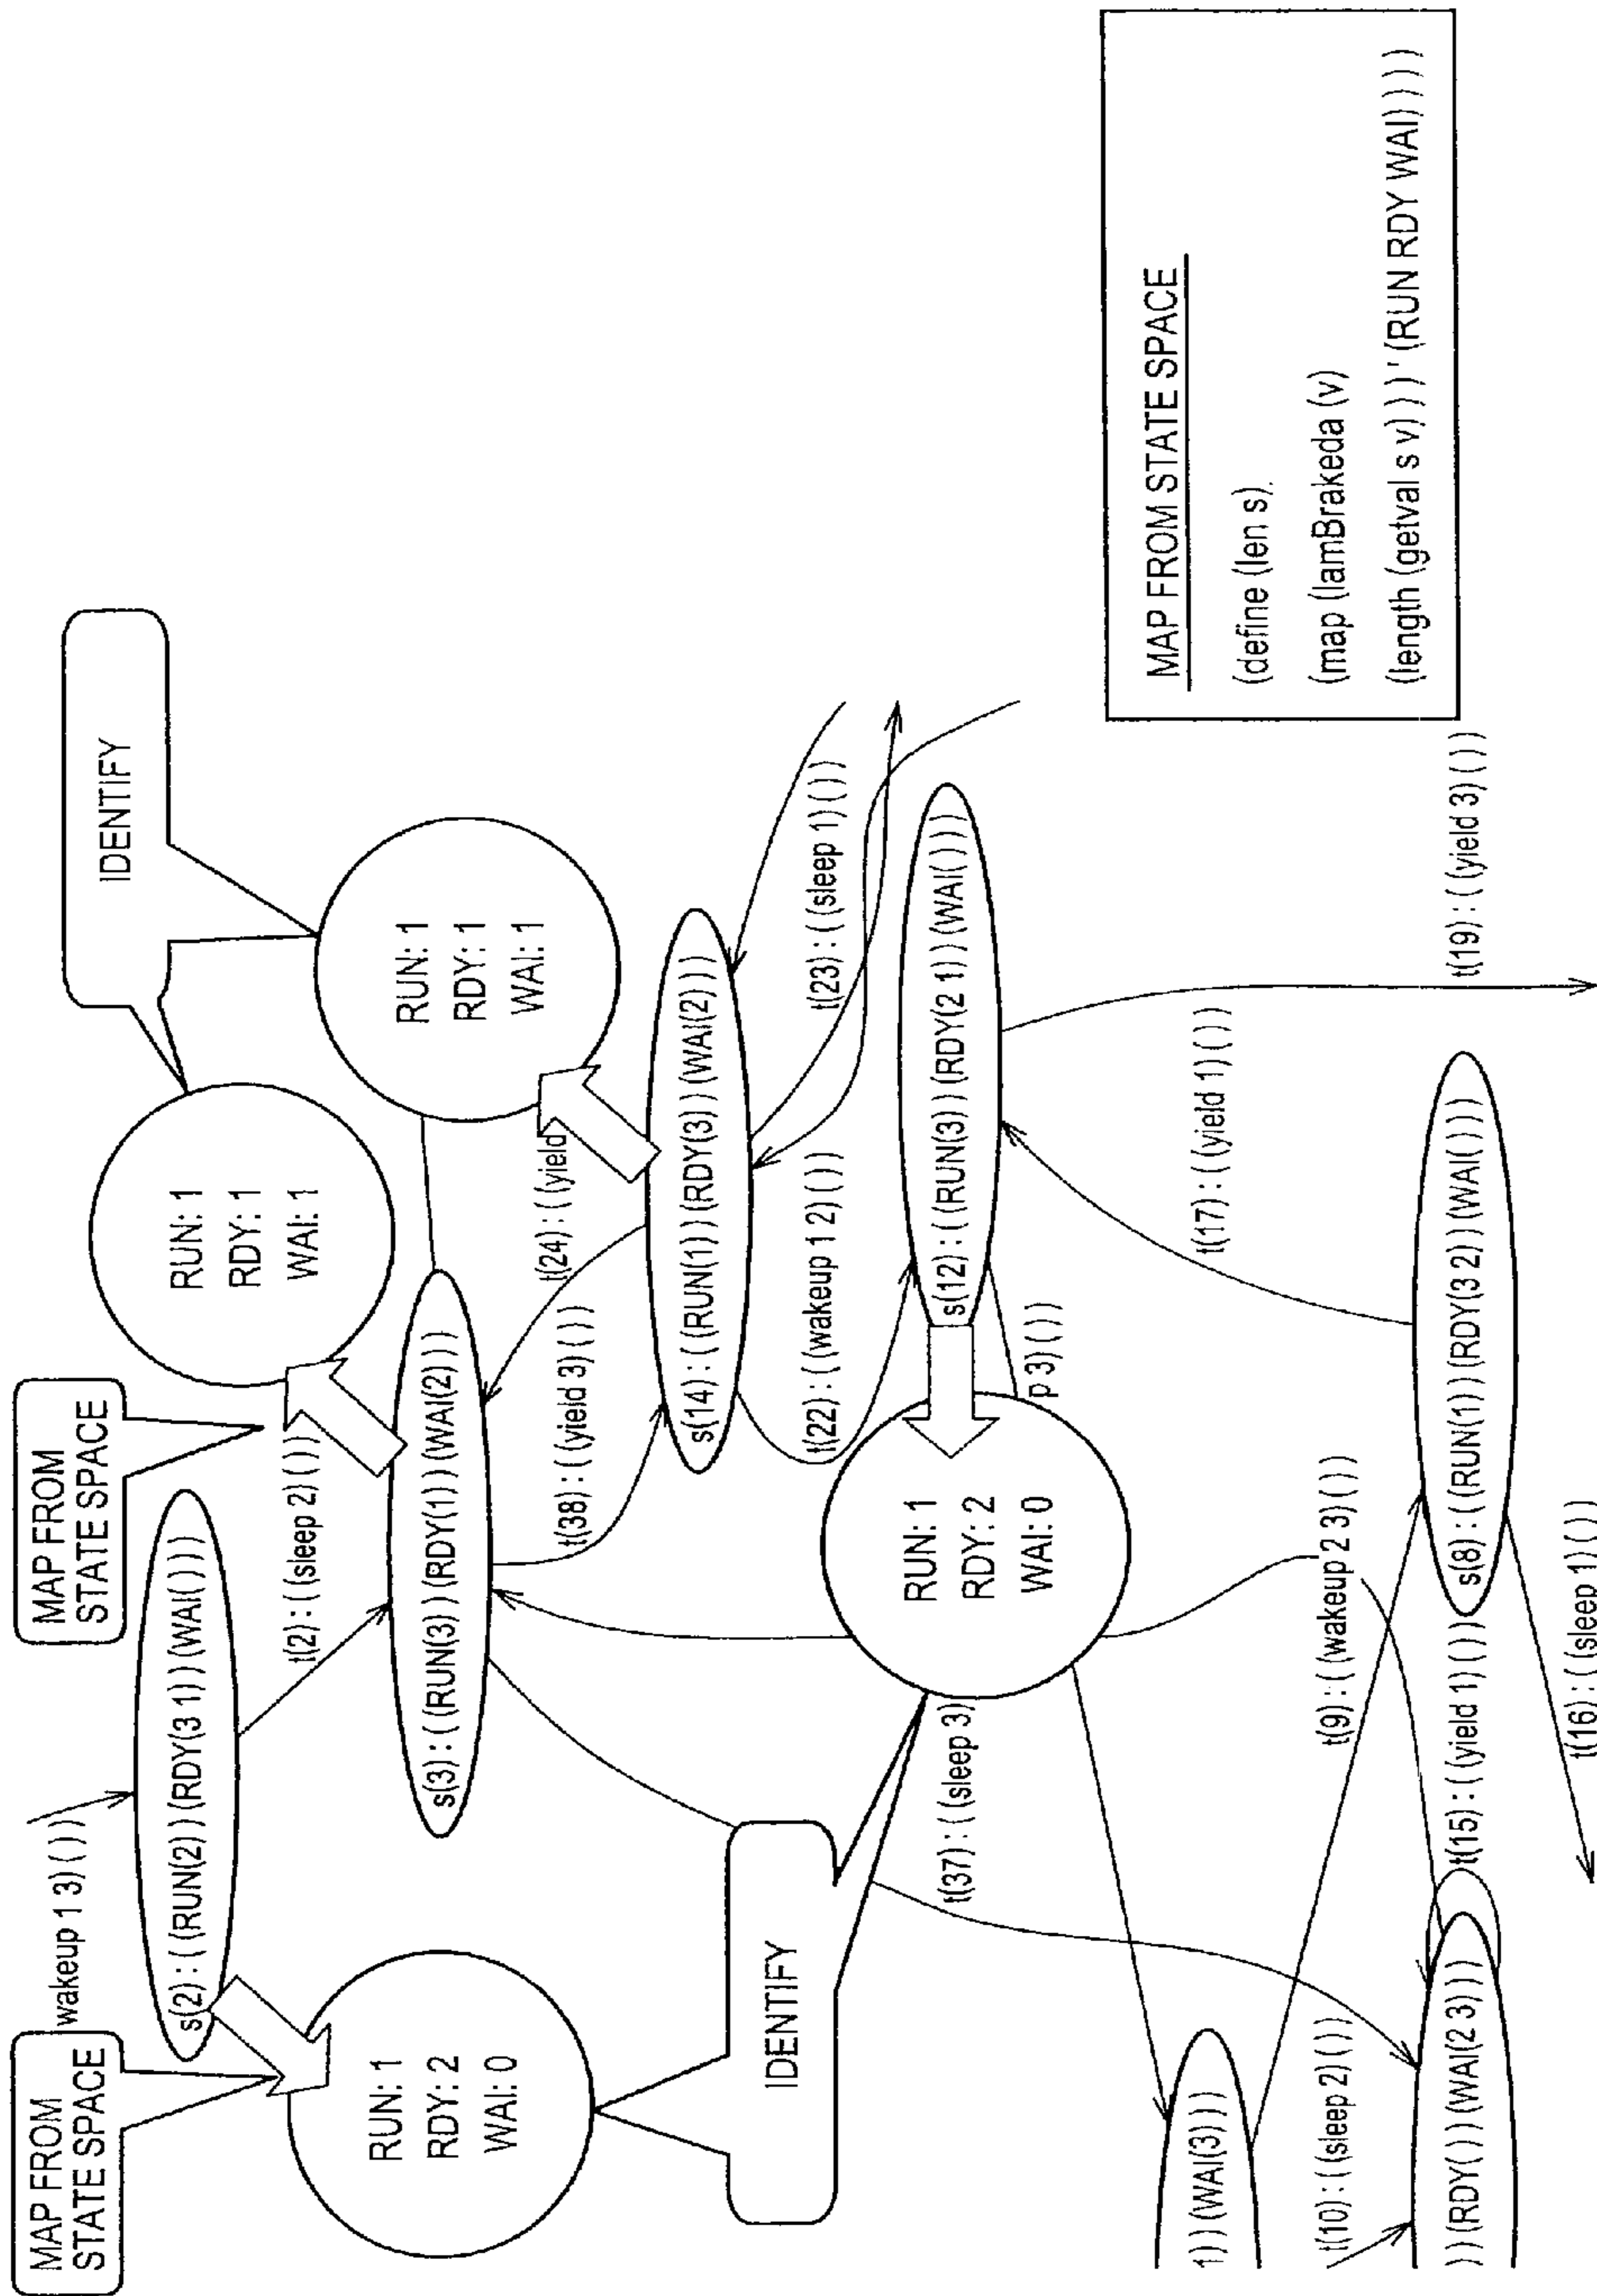 MAP FROM
STATE SPACE
wakeup 1 3) ( ) )
s(2) : ( (RUN(2) ) (RDY(3 1) ) (WAI( ) ) )
RUN: 1
RDY: 2
WAI: 0
MAP FROM
STATE SPACE
t(2) : ( (sleep 2) ( ) )
RUN: 1
RDY: 1
WAI: 1
IDENTIFY
s(3) : ( (RUN(3) ) (RDY(1) ) (WAI(2) ) )
RUN: 1
RDY: 1
WAI: 1
t(38) : ( (yield 3) ( ) )
t(24) : ( (yield
s(14) : ( (RUN(1) ) (RDY(3) ) (WAI(2) ) )
IDENTIFY
t(22) : ( (wakeup 1 2) ( ) )
t(23) : ( (sleep 1) ( ) )
t(37) : ( (sleep 3)
s(12) : ( (RUN(3) ) (RDY(2 1) ) (WAI( ) ) )
RUN: 1
RDY: 2
WAI: 0
p 3) ( ) )
1) ) (WAI(3) ) )
t(17) : ( (yield 1) ( ) )
t(10) : ( (sleep 2) ( ) )
t(9) : ( (wakeup 2 3) ( ) )
) ) (RDY( ) ) (WAI(2 3) ) )
t(15) : ( (yield 1) ( ) )
s(8) : ( (RUN(1) ) (RDY(3 2) ) (WAI( ) ) )
t(19) : ( (yield 3) ( ) )
t(16) : ( (sleep 1) ( ) )
MAP FROM STATE SPACE
(define (len s)
(map (lamBrakeda (v)
(length (getval s v) ) ) ' (RUN RDY WAI) ) ) )